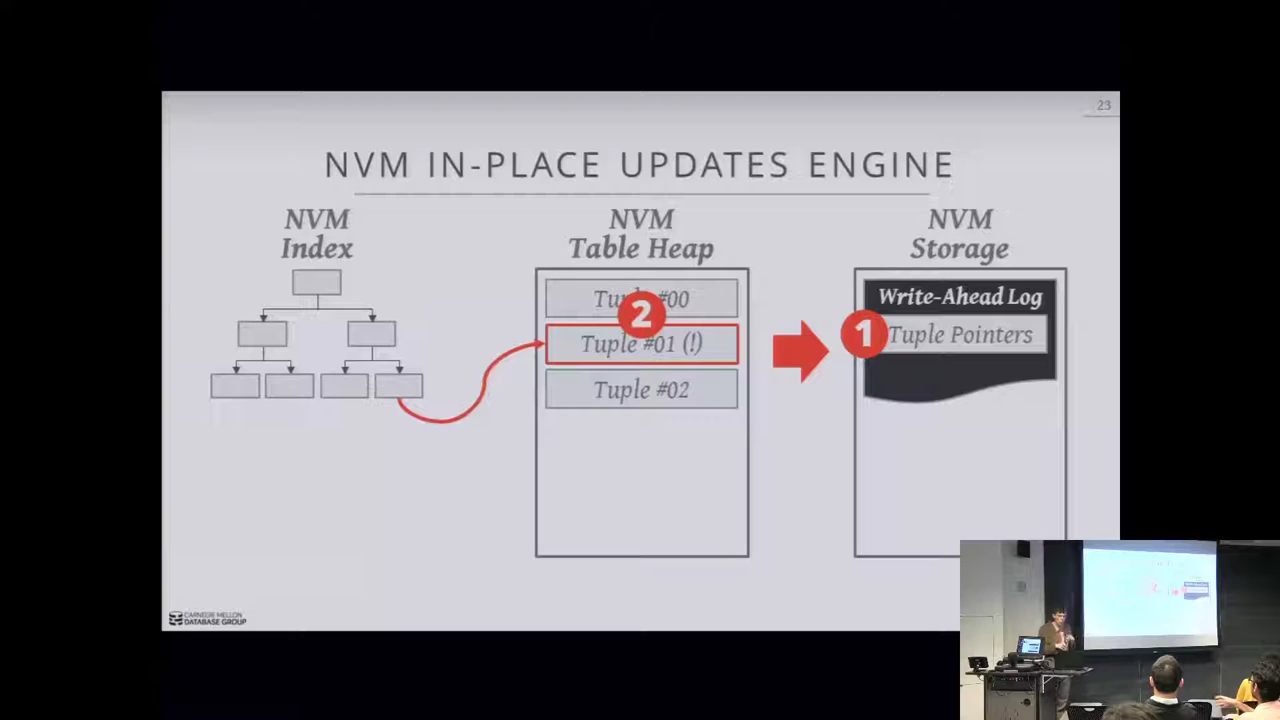 23
NVM IN-PLACE UPDATES ENGINE
NVM
Index
NVM
Table Heap
NVM
Storage
Tuple #00
2
Tuple #01 (!)
Tuple #02
Write-Ahead Log
1
Tuple Pointers
CARNEGIE MELLON
DATABASE GROUP